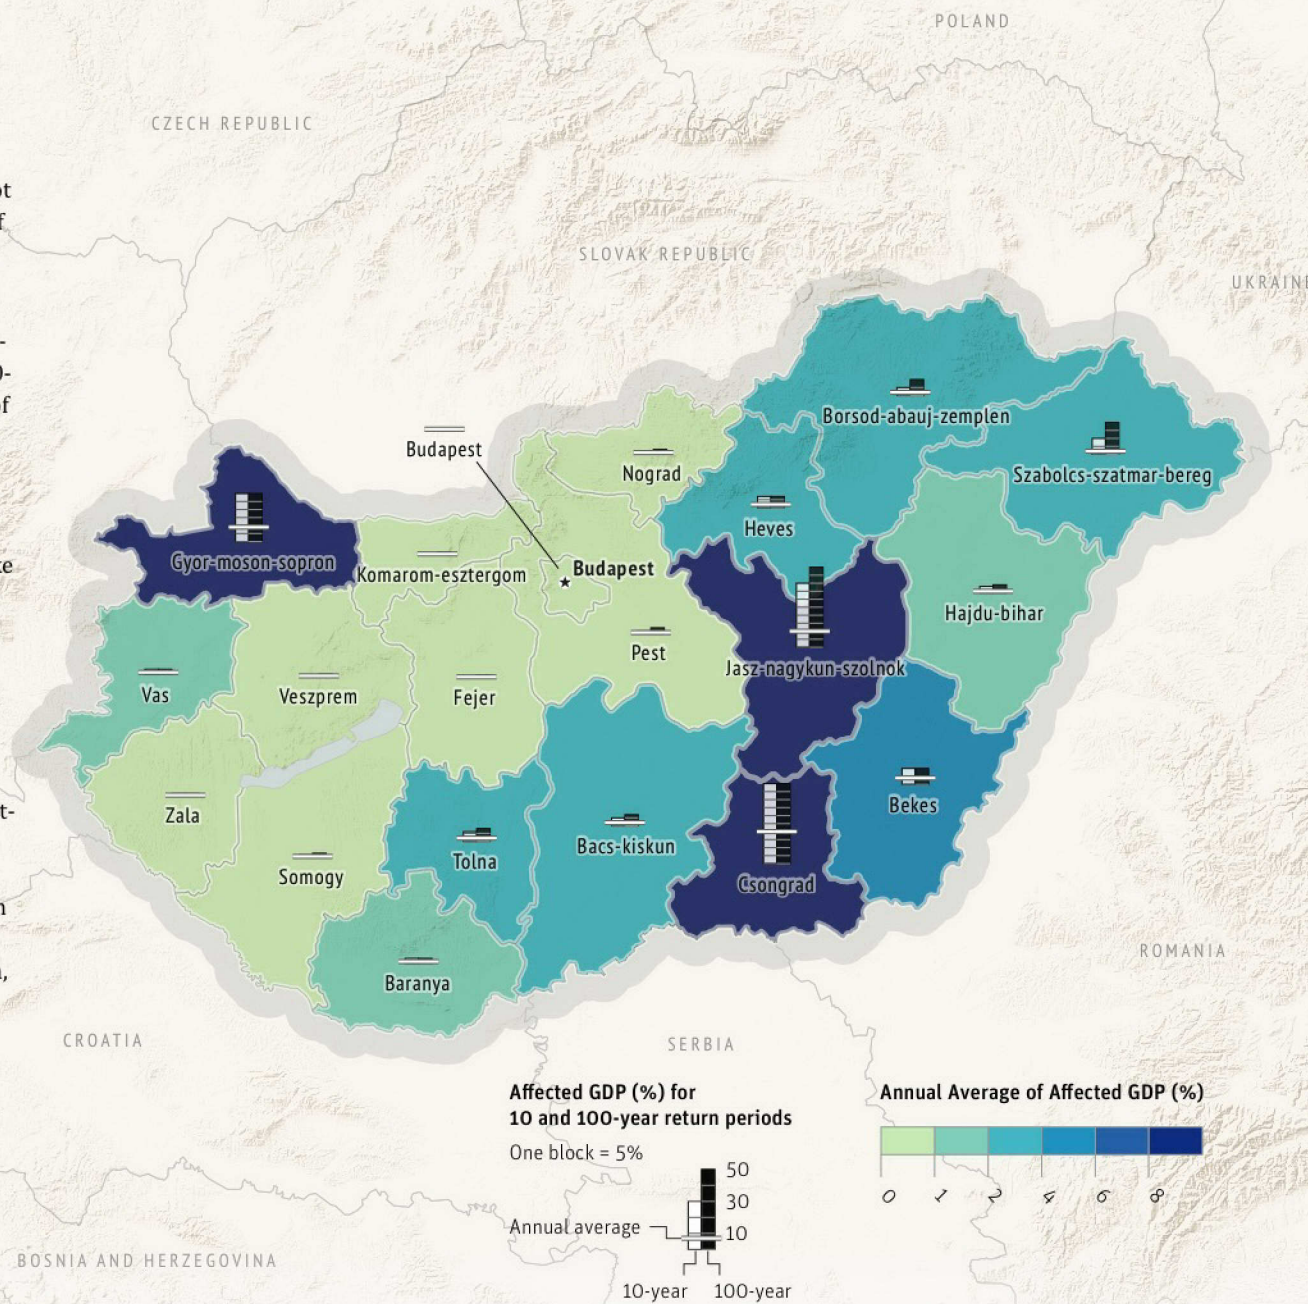 POLAND
CZECH REPUBLIC
SLOVAK REPUBLIC
UKRAINE
Borsod-abauj-zemplen
Budapest
Nograd
Szabolcs-szatmar-bereg
Heves
Gyor-moson-sopron
Komarom-esztergom
Budapest
Hajdu-bihar
Pest
Jasz-nagykun-szolnok
Vas
Veszprem
Fejer
Bekes
Zala
Bacs-kiskun
Tolna
Somogy
Csongrad
Baranya
ROMANIA
CROATIA
SERBIA
BOSNIA AND HERZEGOVINA
Affected GDP (%) for
10 and 100-year return periods
One block = 5%
50
30
10
Annual average
10-year 100-year
Annual Average of Affected GDP (%)
0 1 2 4 6 8